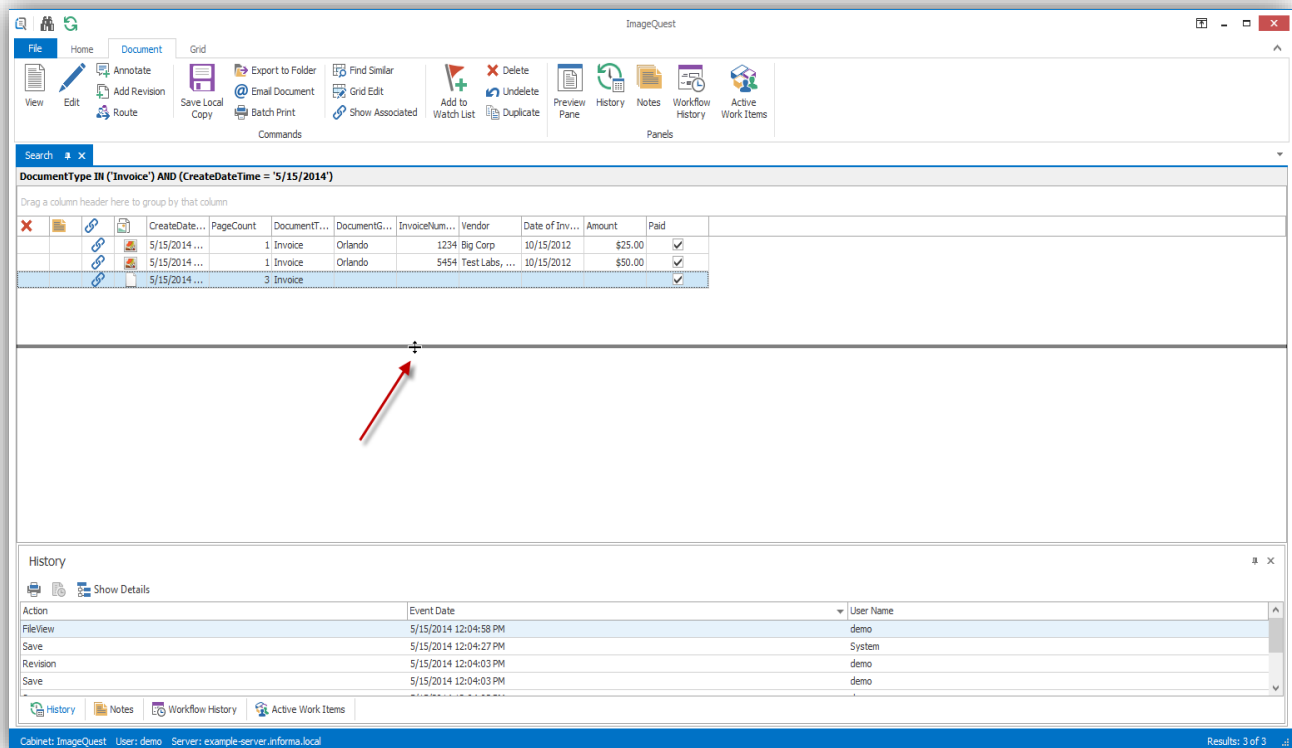 ImageQuest
File Home Document Grid
View
Edit
Annotate
Add Revision
Route
Save Local Copy
Export to Folder
Email Document
Batch Print
Find Similar
Grid Edit
Show Associated
Commands
Add to Watch List
Delete
Undelete
Duplicate
Preview Pane
History
Notes
Workflow History
Active Work Items
Panels
Search
DocumentType IN ('Invoice') AND (CreateDateTime = '5/15/2014')
Drag a column header here to group by that column
CreateDate... PageCount DocumentT... DocumentG... InvoiceNum... Vendor Date of Inv... Amount Paid
5/15/2014 ... 1 Invoice Orlando 1234 Big Corp 10/15/2012 $25.00
5/15/2014 ... 1 Invoice Orlando 5454 Test Labs, ... 10/15/2012 $50.00
5/15/2014 ... 3 Invoice
History
Show Details
Action Event Date User Name
FileView 5/15/2014 12:04:58 PM demo
Save 5/15/2014 12:04:27 PM System
Revision 5/15/2014 12:04:03 PM demo
Save 5/15/2014 12:04:03 PM demo
History Notes Workflow History Active Work Items
Cabinet: ImageQuest User: demo Server: example-server.informa.local Results: 3 of 3